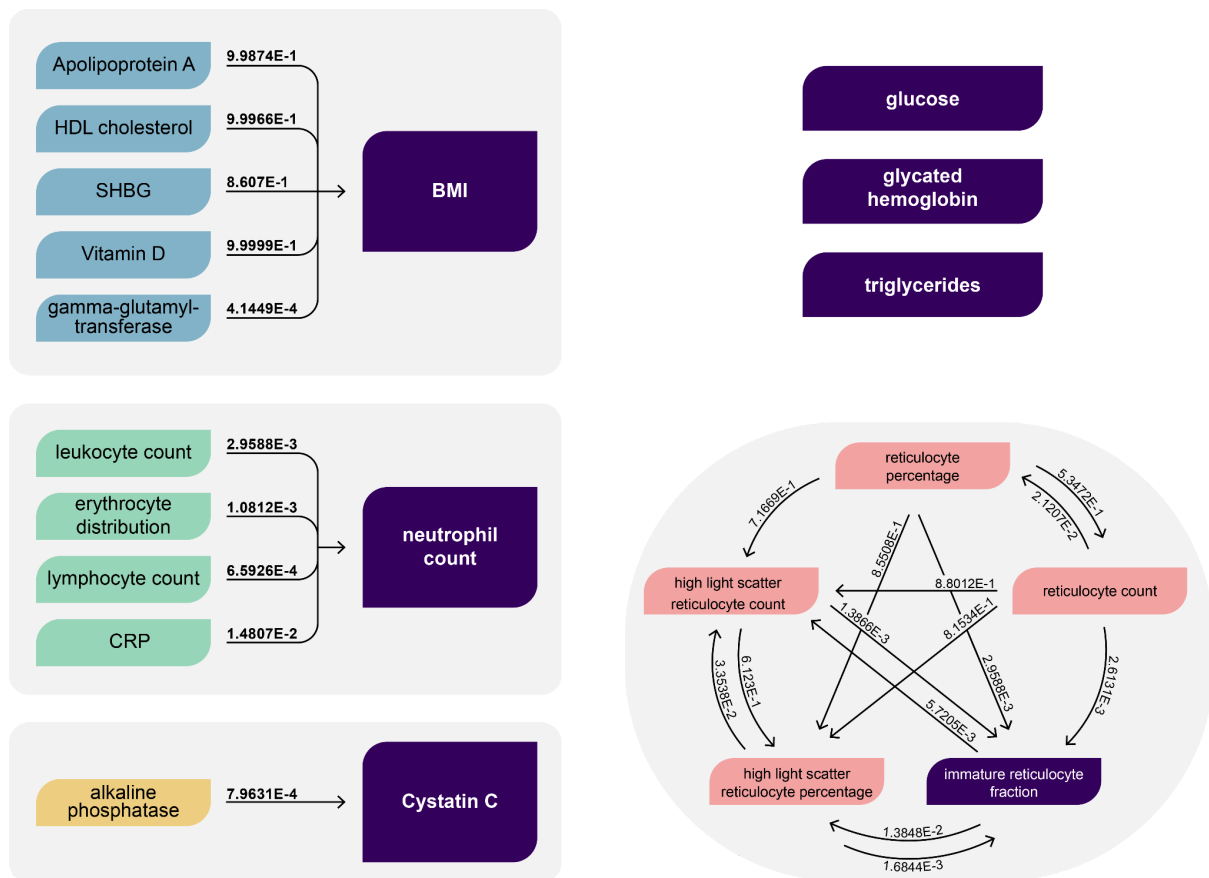 Apolipoprotein A
9.9874E-1
HDL cholesterol
9.9966E-1
SHBG
8.607E-1
Vitamin D
9.9999E-1
gamma-glutamyl-
transferase
4.1449E-4
BMI
glucose
glycated
hemoglobin
triglycerides
leukocyte count
2.9588E-3
erythrocyte
distribution
1.0812E-3
lymphocyte count
6.5926E-4
CRP
1.4807E-2
neutrophil
count
alkaline
phosphatase
7.9631E-4
Cystatin C
reticulocyte
percentage
7.1669E-1
5.3472E-1
2.1207E-2
8.5508E-1
high light scatter
reticulocyte count
8.8012E-1
reticulocyte count
1.3866E-3
8.1534E-1
3.3538E-2
6.123E-1
2.9588E-3
2.6131E-3
5.7205E-3
high light scatter
reticulocyte percentage
immature reticulocyte
fraction
1.3848E-2
1.6844E-3